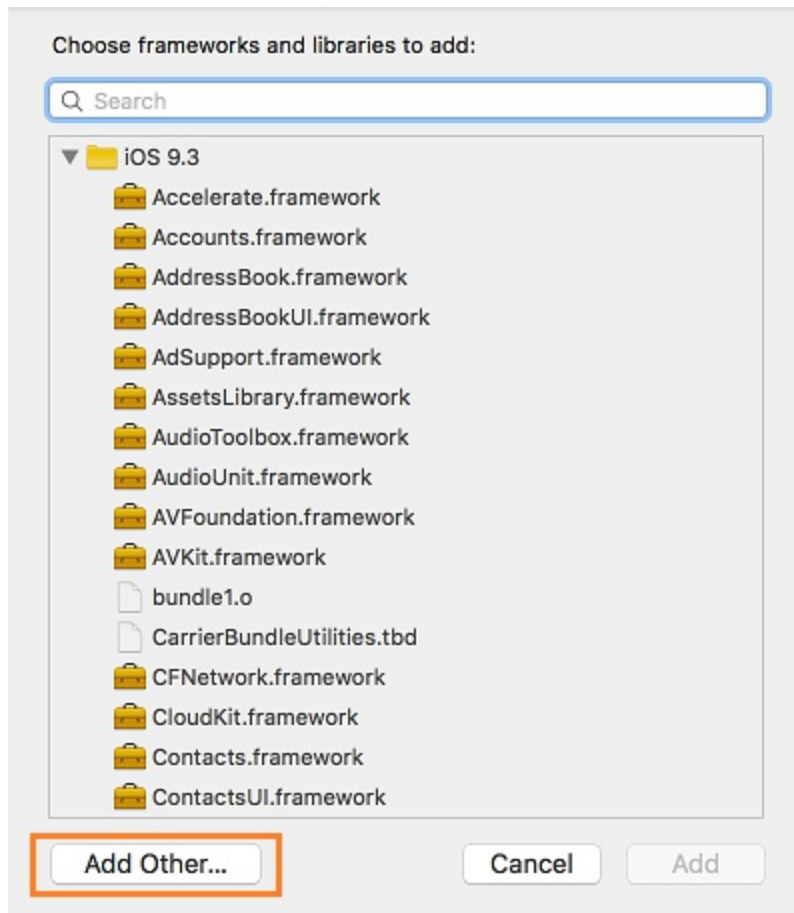 Choose frameworks and libraries to add:
Search
iOS 9.3
Accelerate.framework
Accounts.framework
AddressBook.framework
AddressBookUI.framework
AdSupport.framework
AssetsLibrary.framework
AudioToolbox.framework
AudioUnit.framework
AVFoundation.framework
AVKit.framework
bundle1.o
CarrierBundleUtilities.tbd
CFNetwork.framework
CloudKit.framework
Contacts.framework
ContactsUI.framework
Add Other... Cancel Add